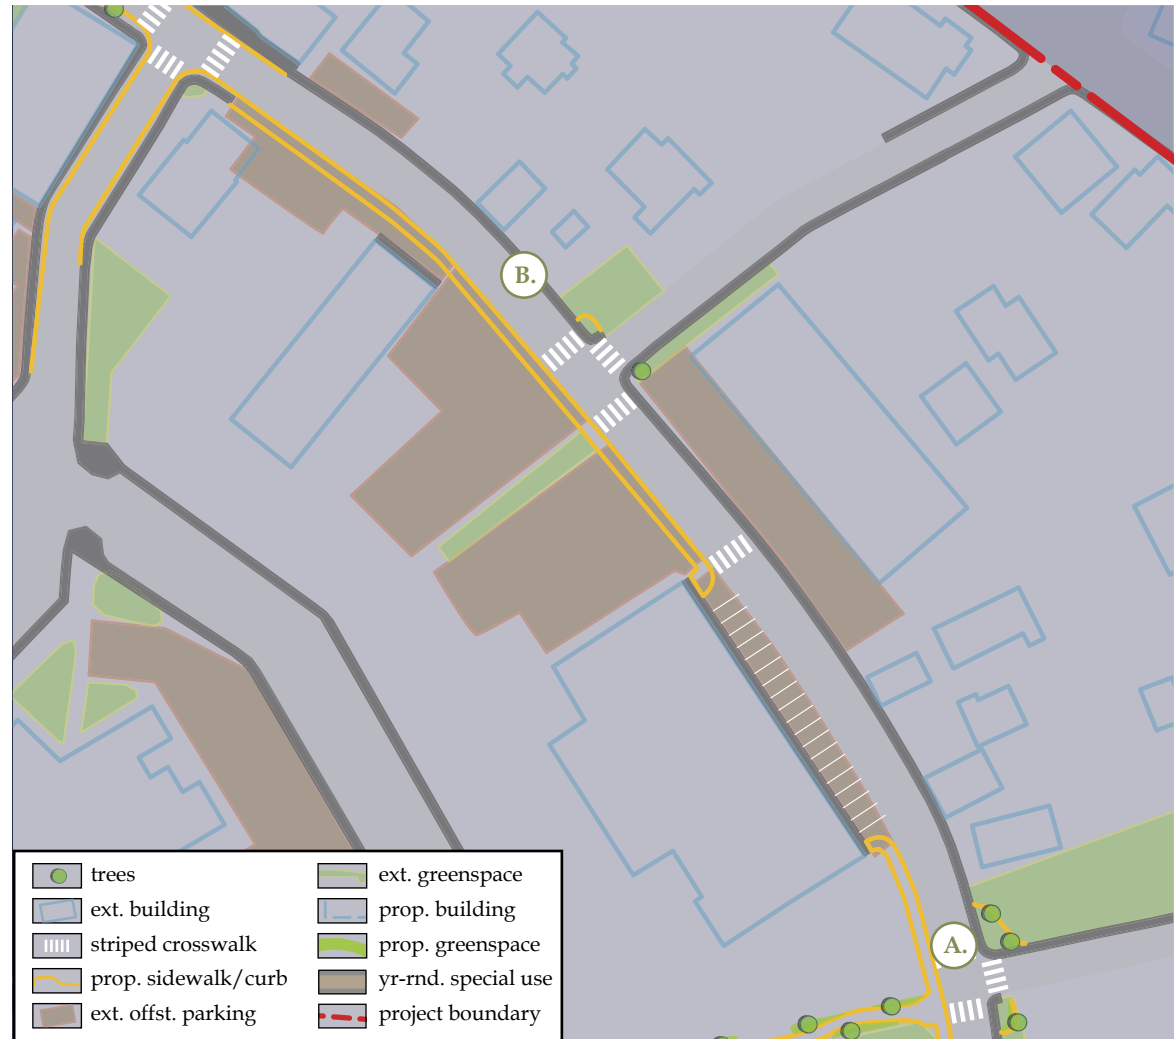 B.
A.
trees
ext. building
striped crosswalk
prop. sidewalk/curb
ext. offst. parking
ext. greenspace
prop. building
prop. greenspace
yr-rnd. special use
project boundary